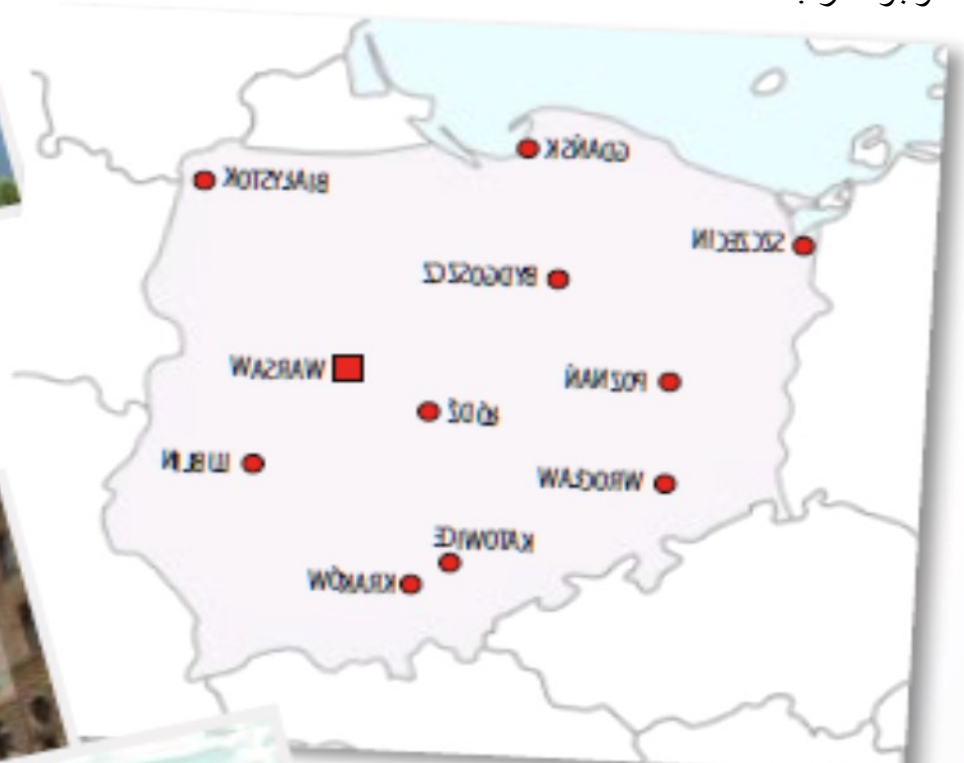 GDAŃSK
BIAŁYSTOK
SZCZECIN
BYDGOSZCZ
WARSAW
POZNAŃ
ŁÓDŹ
LUBLIN
WROCŁAW
KATOWICE
KRAKÓW